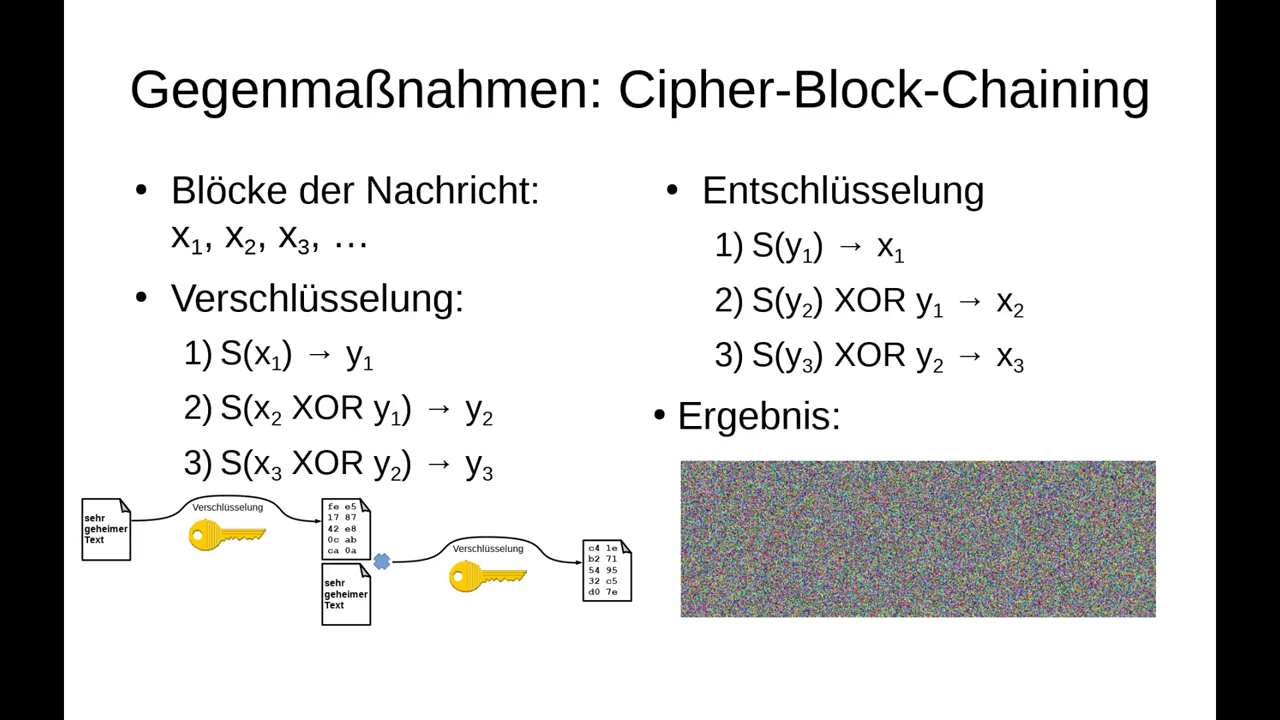 Gegenmaßnahmen: Cipher-Block-Chaining
• Blöcke der Nachricht:
x₁, x₂, x₃, …
• Verschlüsselung:
1) S(x₁) → y₁
2) S(x₂ XOR y₁) → y₂
3) S(x₃ XOR y₂) → y₃
• Entschlüsselung
1) S(y₁) → x₁
2) S(y₂) XOR y₁ → x₂
3) S(y₃) XOR y₂ → x₃
• Ergebnis:
sehr
geheimer
Text
Verschlüsselung
fe e5
17 87
42 e8
0c ab
ca 0a
sehr
geheimer
Text
Verschlüsselung
c4 1e
b2 71
54 95
32 c5
d0 7e